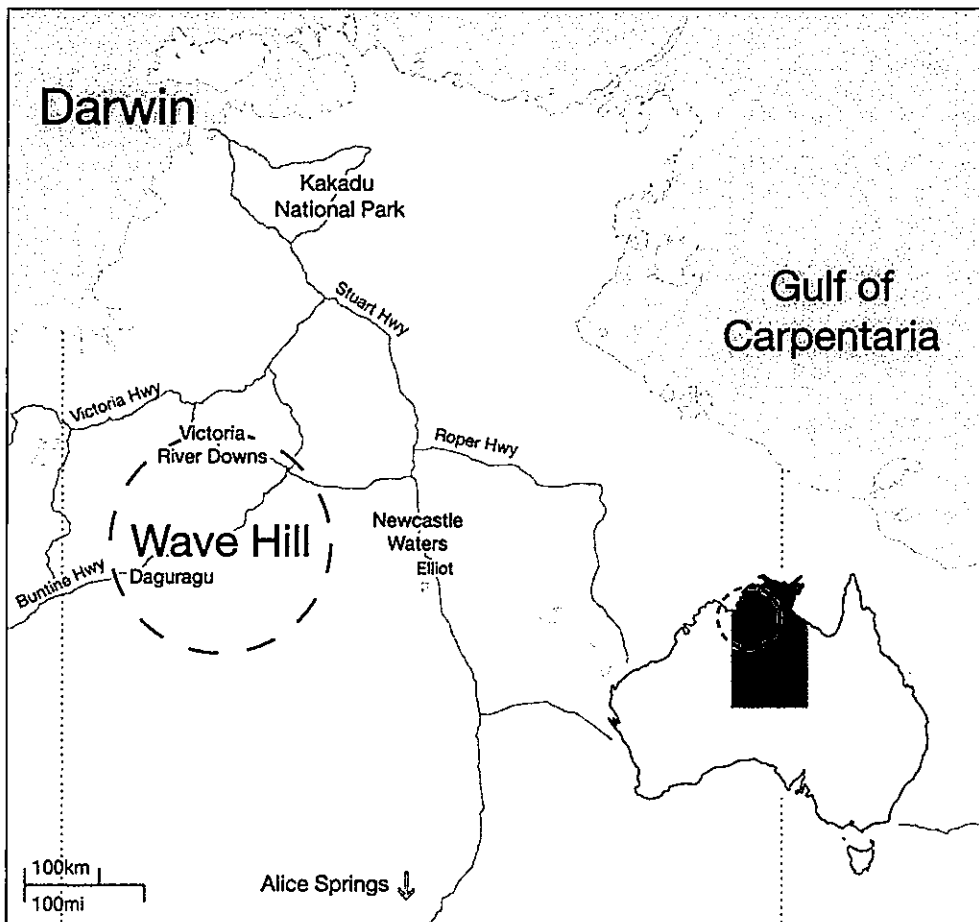 Darwin
Kakadu
National Park
Stuart Hwy
Gulf of
Carpentaria
Victoria Hwy
Victoria
River Downs
Roper Hwy
Wave Hill
Newcastle
Waters
Elliot
Daguragu
Buntine Hwy
100km
100mi
Alice Springs